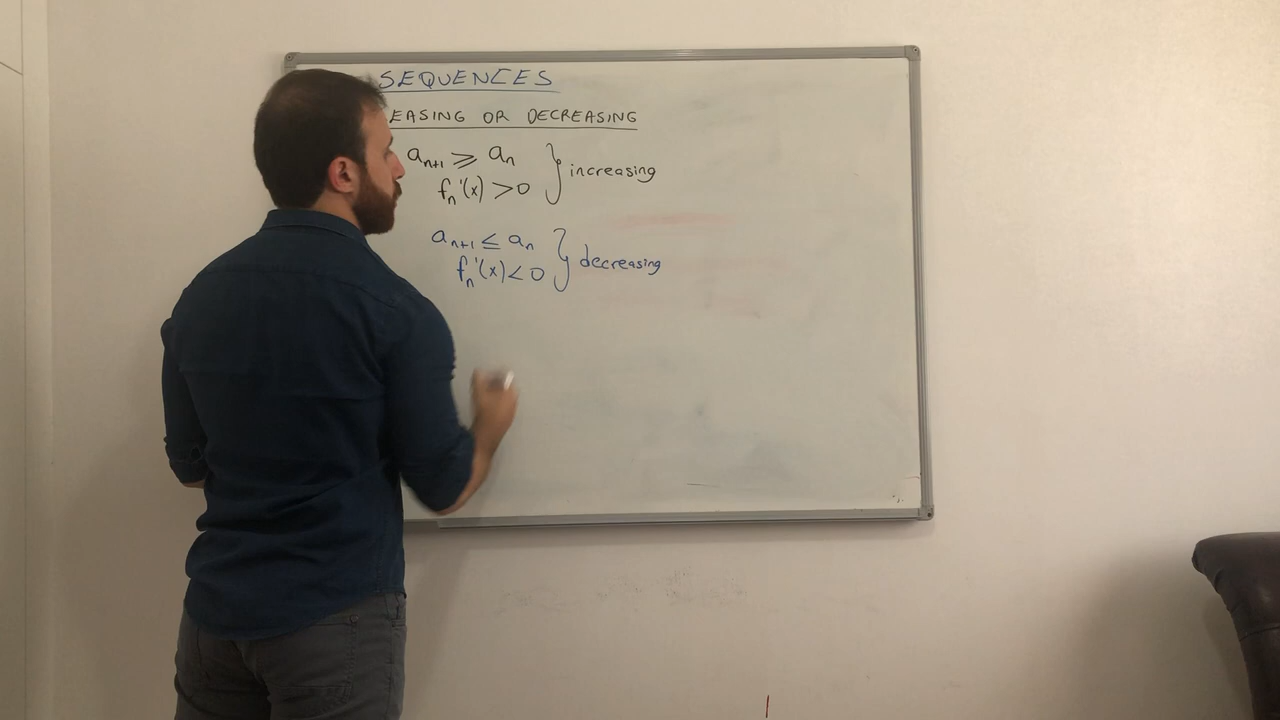 SEQUENCES
EASING OR DECREASING
aₙ₊₁ ⩾ aₙ
fₙ'(x) > 0
} increasing
aₙ₊₁ ≤ aₙ
fₙ'(x) < 0
} decreasing